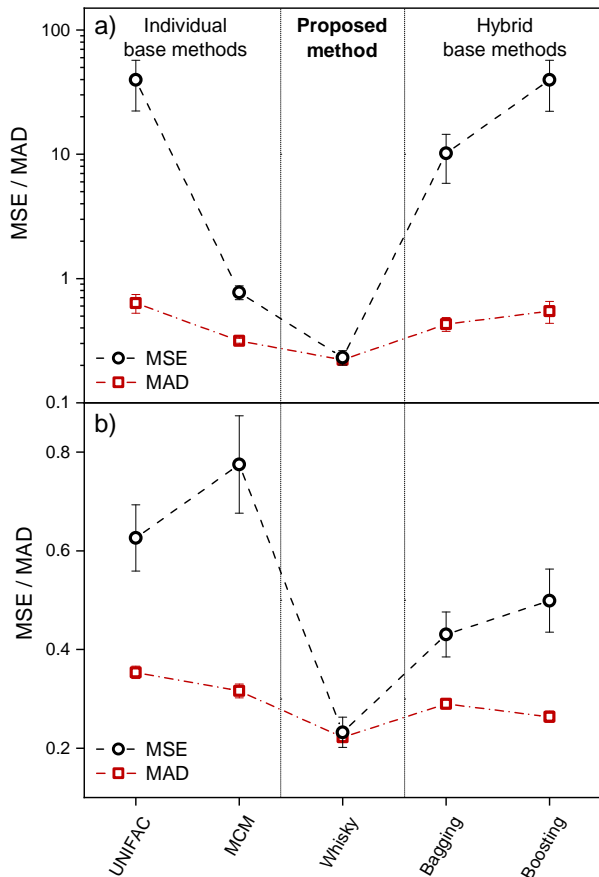 a)
Individual
base methods
Proposed
method
Hybrid
base methods
100
10
1
0.1
MSE / MAD
MSE
MAD
b)
0.8
0.6
0.4
0.2
MSE / MAD
MSE
MAD
UNIFAC
MCM
Whisky
Bagging
Boosting